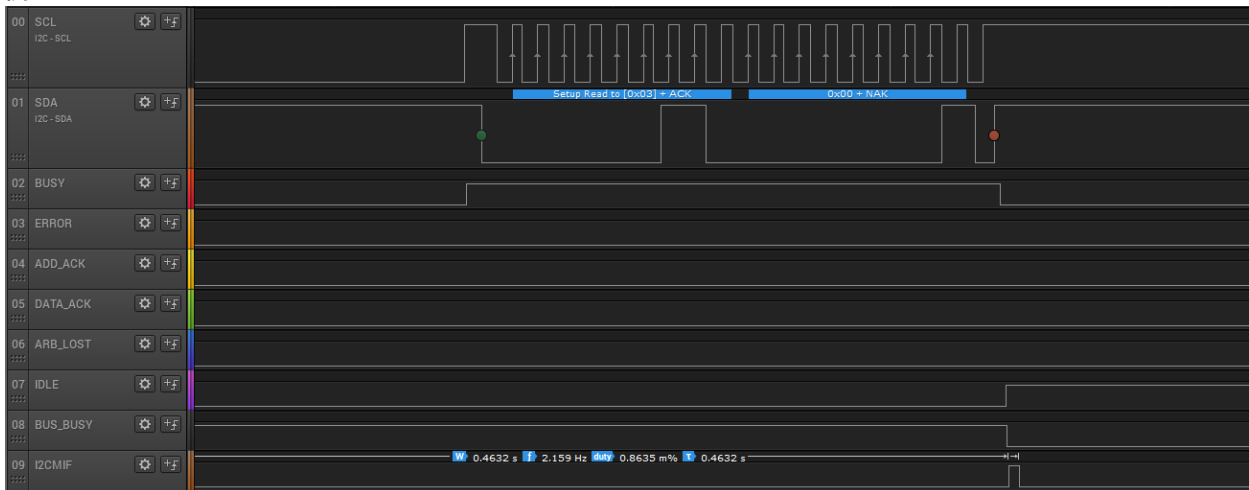 00 SCL
I2C - SCL
01 SDA
I2C - SDA
Setup Read to [0x03] + ACK
0x00 + NAK
02 BUSY
03 ERROR
04 ADD_ACK
05 DATA_ACK
06 ARB_LOST
07 IDLE
08 BUS_BUSY
09 I2CMIF
W 0.4632 s f 2.159 Hz duty 0.8635 m% T 0.4632 s